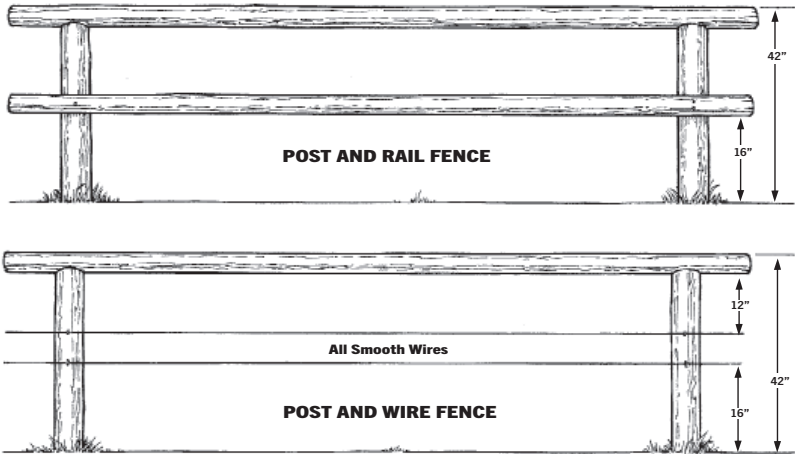 42”
16”
POST AND RAIL FENCE
12”
All Smooth Wires
42”
16”
POST AND WIRE FENCE